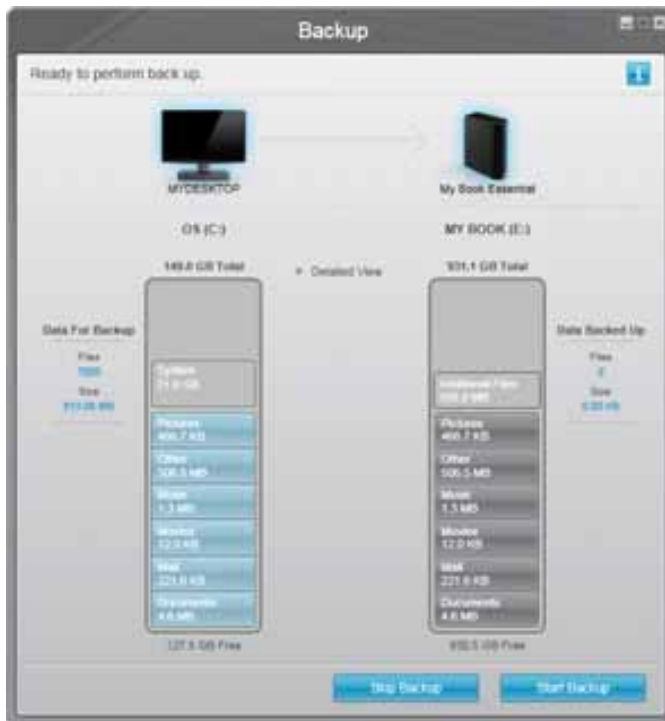 Backup
Ready to perform back up.
MYDESKTOP
My Book Essential
OS (C:)
MY BOOK (E:)
149.0 GB Total
Detailed View
931.1 GB Total
Data For Backup
Files
Size
Data Backed Up
Files
0
Size
System
Additional Files
Pictures
466.7 KB
Other
506.5 MB
Music
1.3 MB
Movies
12.0 KB
Mail
221.6 KB
Documents
4.6 MB
Pictures
466.7 KB
Other
506.5 MB
Music
1.3 MB
Movies
12.0 KB
Mail
221.6 KB
Documents
4.6 MB
127.5 GB Free
GB Free
Stop Backup
Start Backup